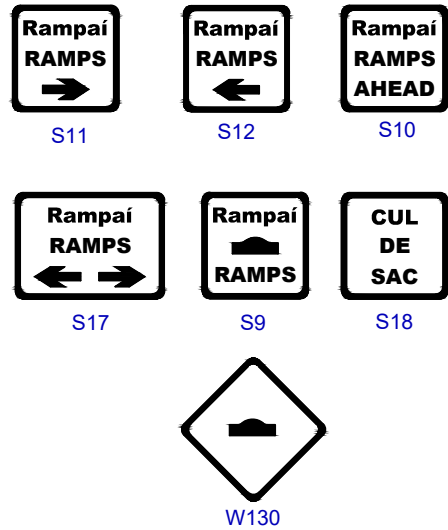 Rampaí
RAMPS
S11
Rampaí
RAMPS
S12
Rampaí
RAMPS
AHEAD
S10
Rampaí
RAMPS
S17
Rampaí
RAMPS
S9
CUL
DE
SAC
S18
W130